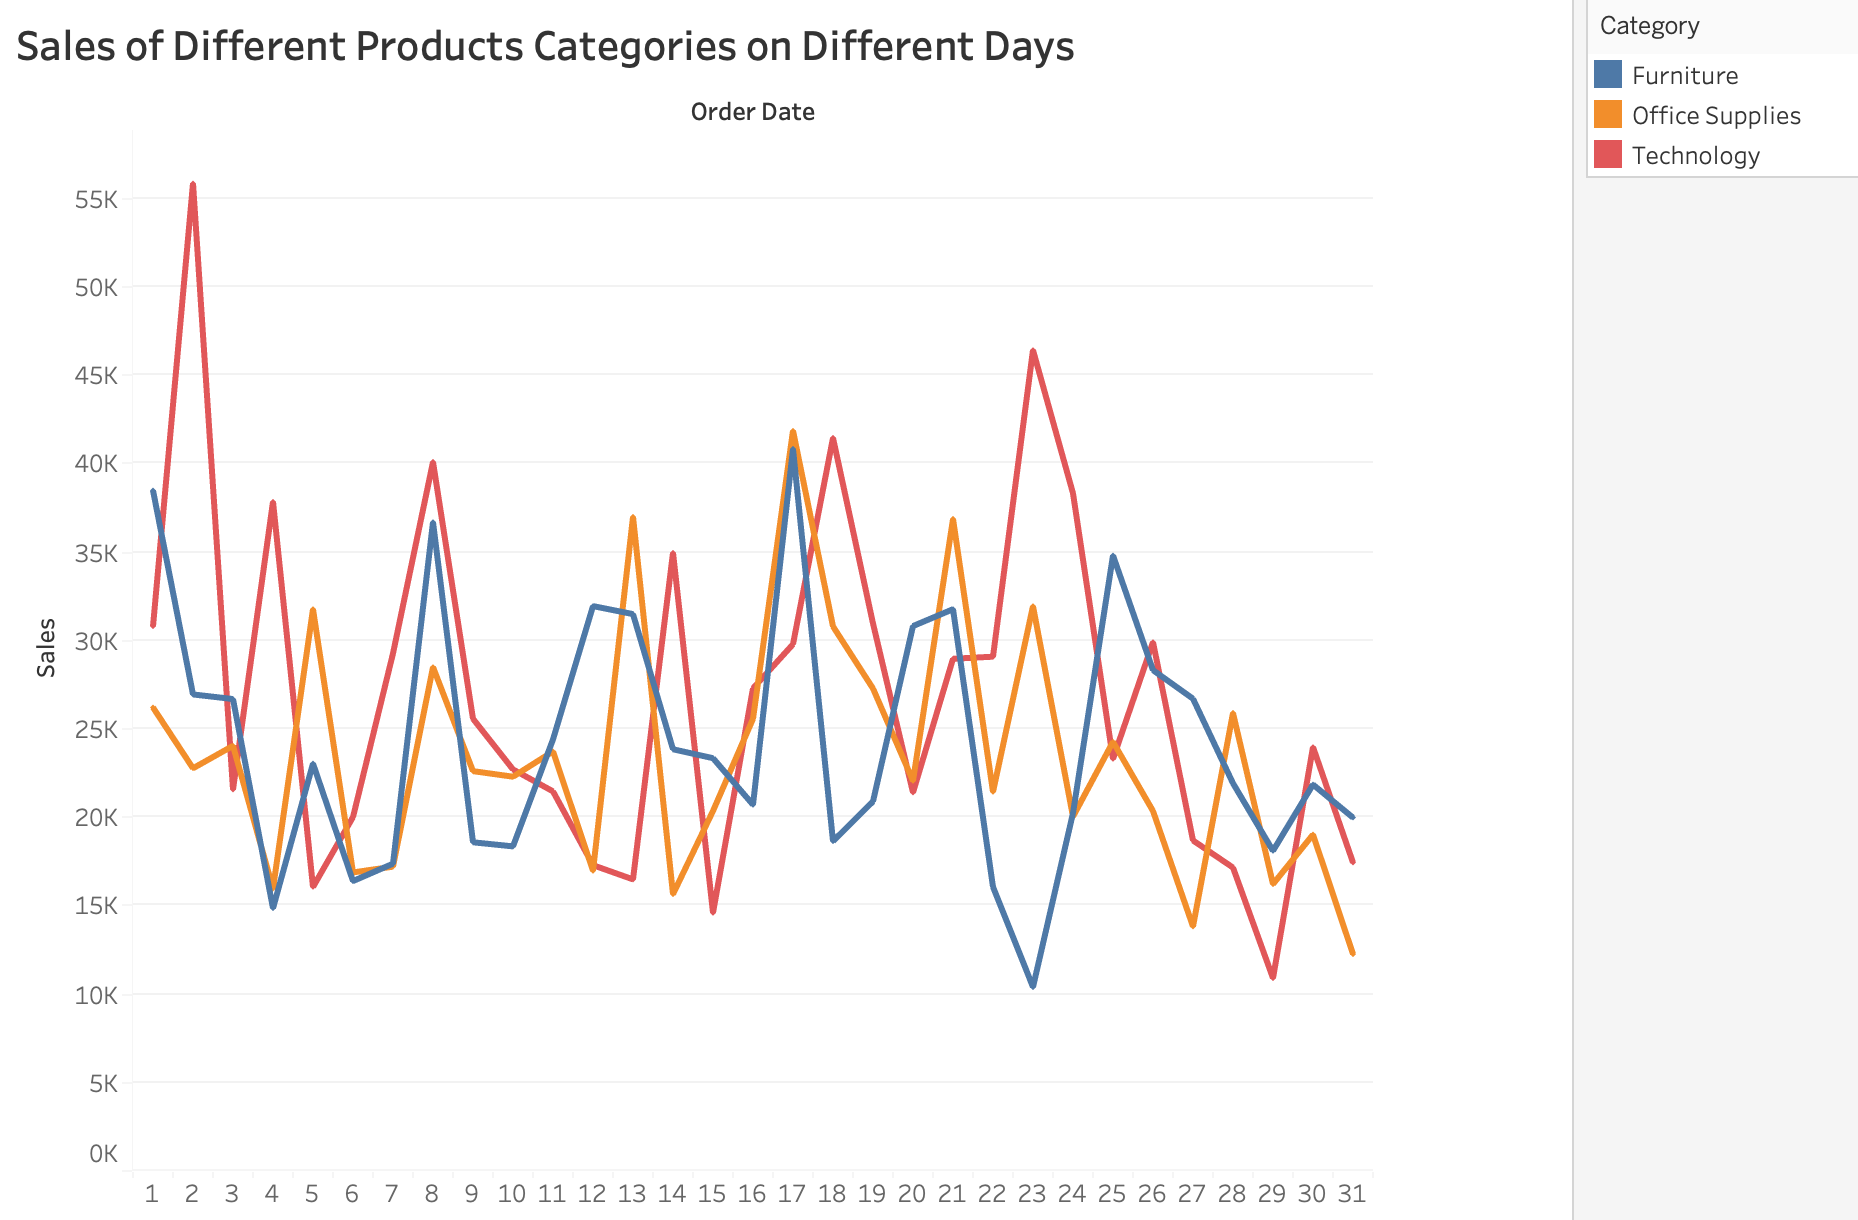 Sales of Different Products Categories on Different Days
Order Date
55K
50K
45K
40K
35K
30K
25K
20K
15K
10K
5K
0K
Sales
1 2 3 4 5 6 7 8 9 10 11 12 13 14 15 16 17 18 19 20 21 22 23 24 25 26 27 28 29 30 31
Category
Furniture
Office Supplies
Technology